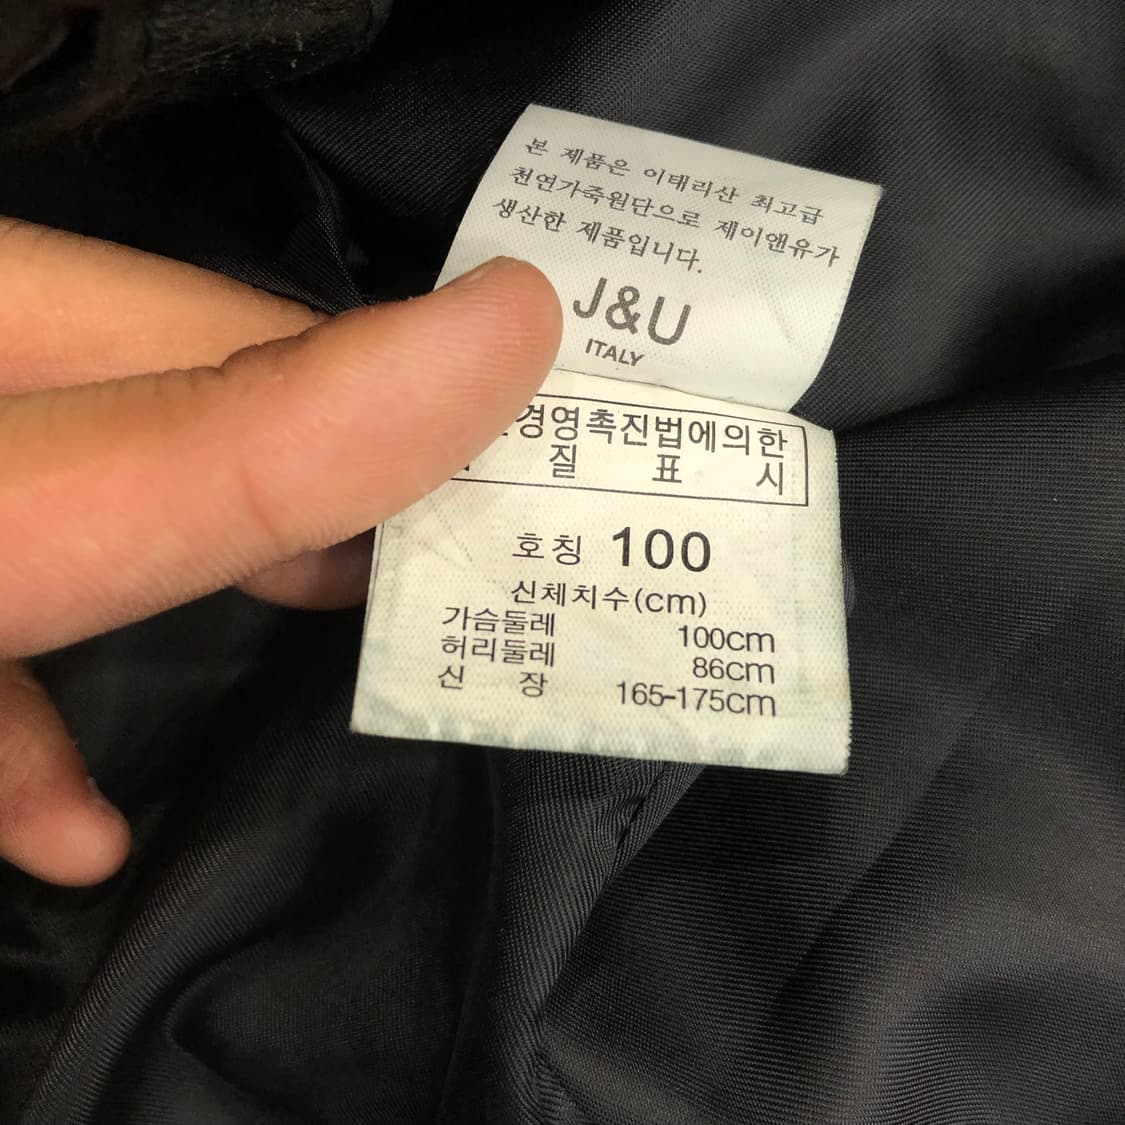 본 제품은 이태리산 최고급
천연가죽원단으로 제이앤유가
생산한 제품입니다.
J&U
ITALY
경영촉진법에의한
질 표 시
호칭 100
신체치수(cm)
가슴둘레 100cm
허리둘레 86cm
신 장 165-175cm